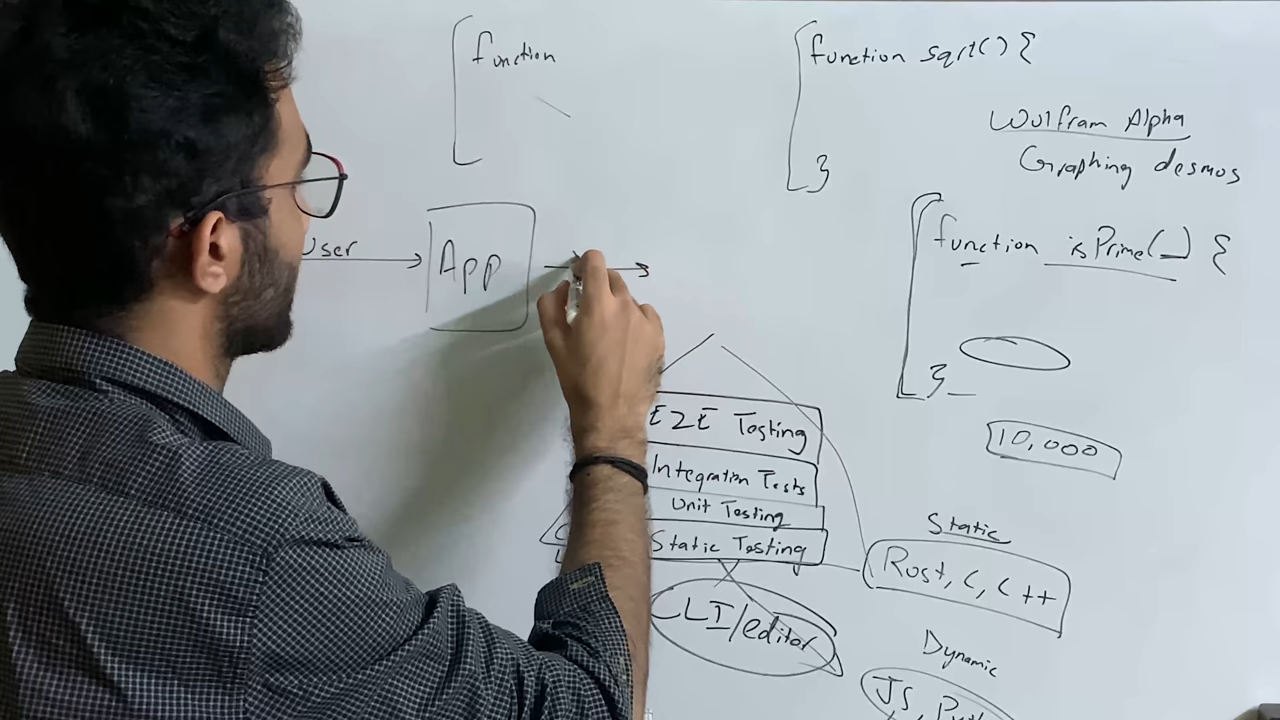 function
function sqrt() {
}
Wulfram Alpha
Graphing desmos
User
App
function isPrime(_) {
}
10,000
E2E Testing
Integration Tests
Unit Testing
Static Testing
CLI/editor
Static
Rust, C, C++
Dynamic
JS,